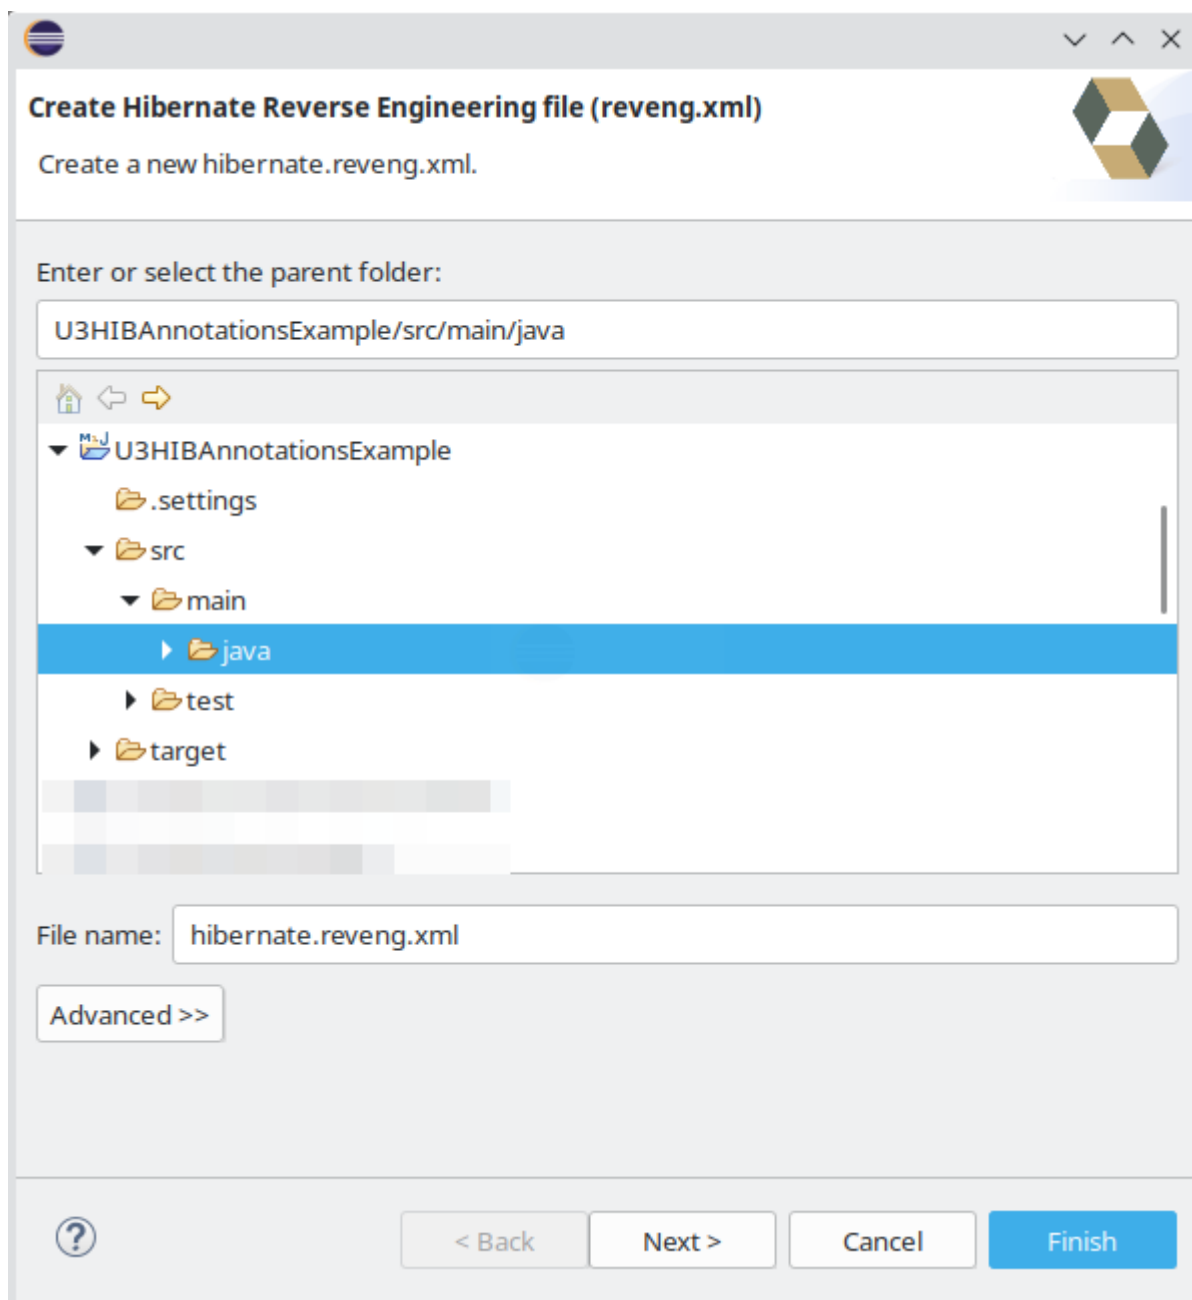 Create Hibernate Reverse Engineering file (reveng.xml)
Create a new hibernate.reveng.xml.
Enter or select the parent folder:
U3HIBAnnotationsExample/src/main/java
U3HIBAnnotationsExample
.settings
src
main
java
test
target
File name: hibernate.reveng.xml
Advanced >>
< Back Next > Cancel Finish